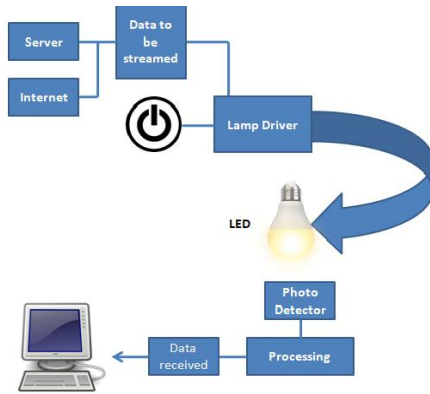 Server
Data to
be
streamed
Internet
Lamp Driver
LED
Photo
Detector
Data
received
Processing